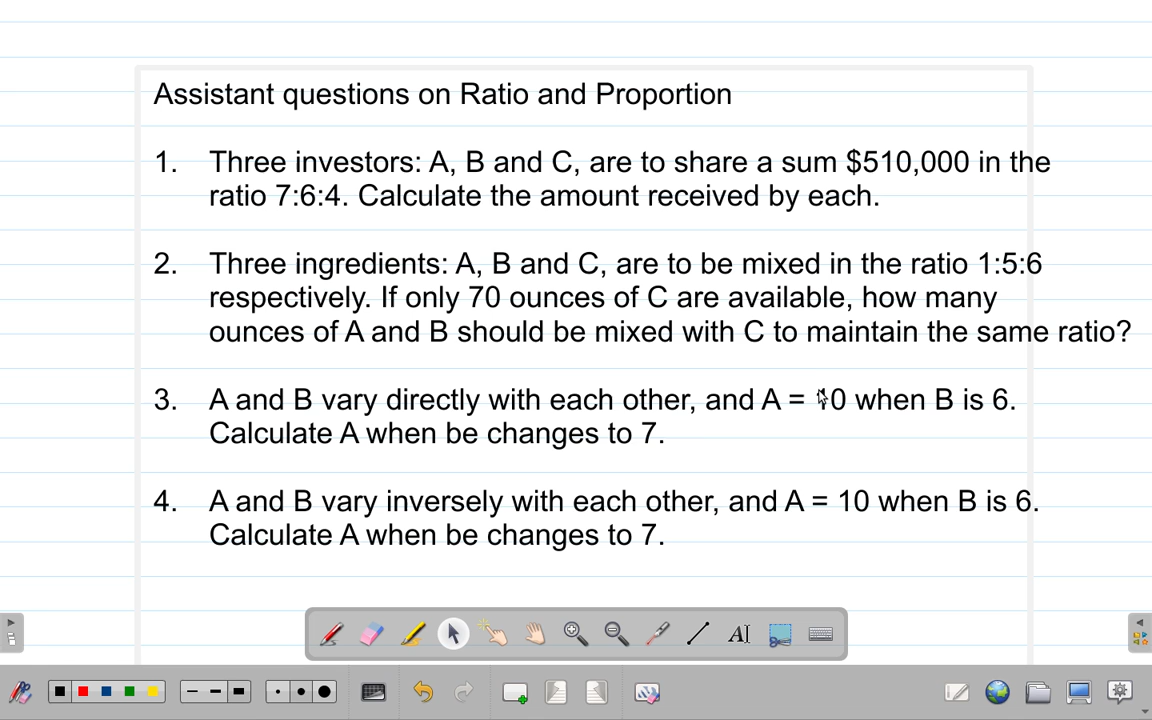 Assistant questions on Ratio and Proportion
1. Three investors: A, B and C, are to share a sum $510,000 in the
ratio 7:6:4. Calculate the amount received by each.
2. Three ingredients: A, B and C, are to be mixed in the ratio 1:5:6
respectively. If only 70 ounces of C are available, how many
ounces of A and B should be mixed with C to maintain the same ratio?
3. A and B vary directly with each other, and A = 10 when B is 6.
Calculate A when be changes to 7.
4. A and B vary inversely with each other, and A = 10 when B is 6.
Calculate A when be changes to 7.